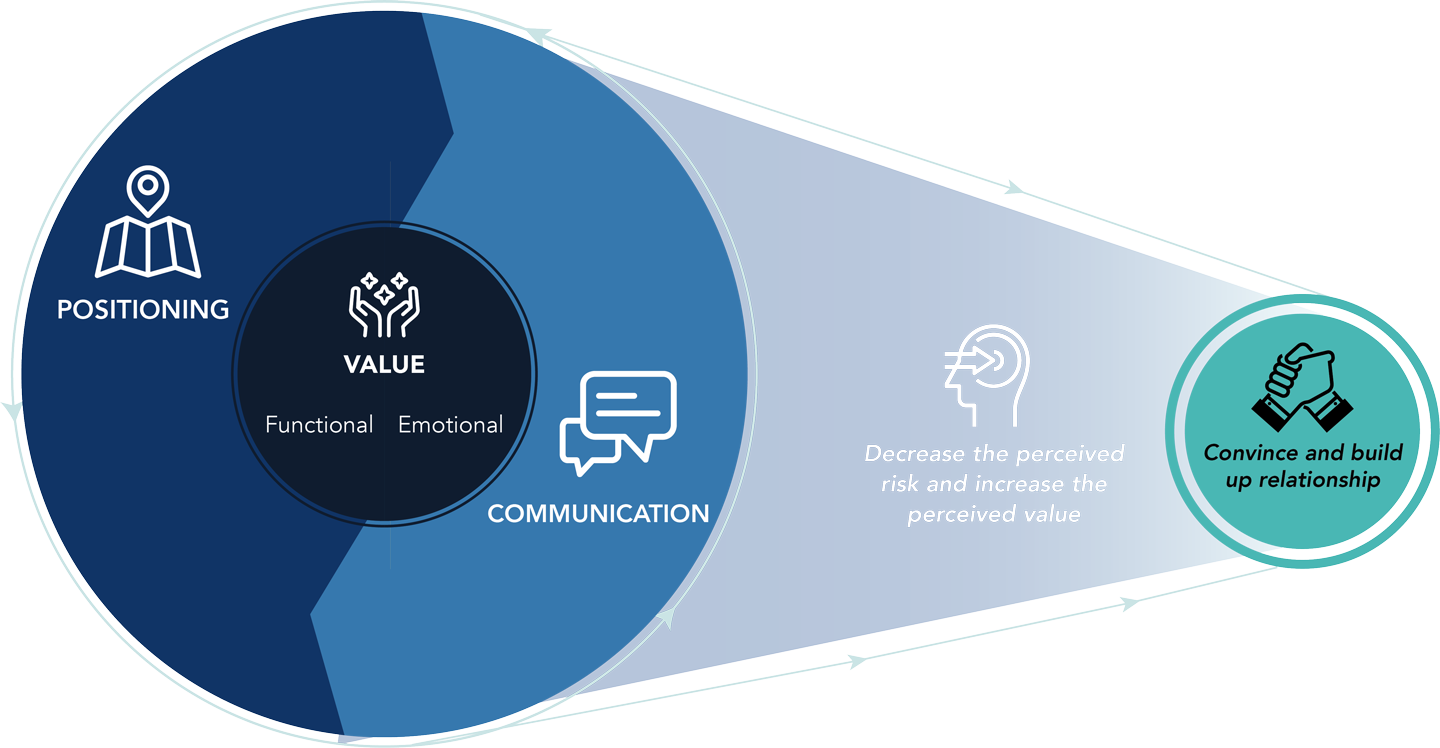 POSITIONING
VALUE
Functional Emotional
COMMUNICATION
Decrease the perceived
risk and increase the
perceived value
Convince and build
up relationship